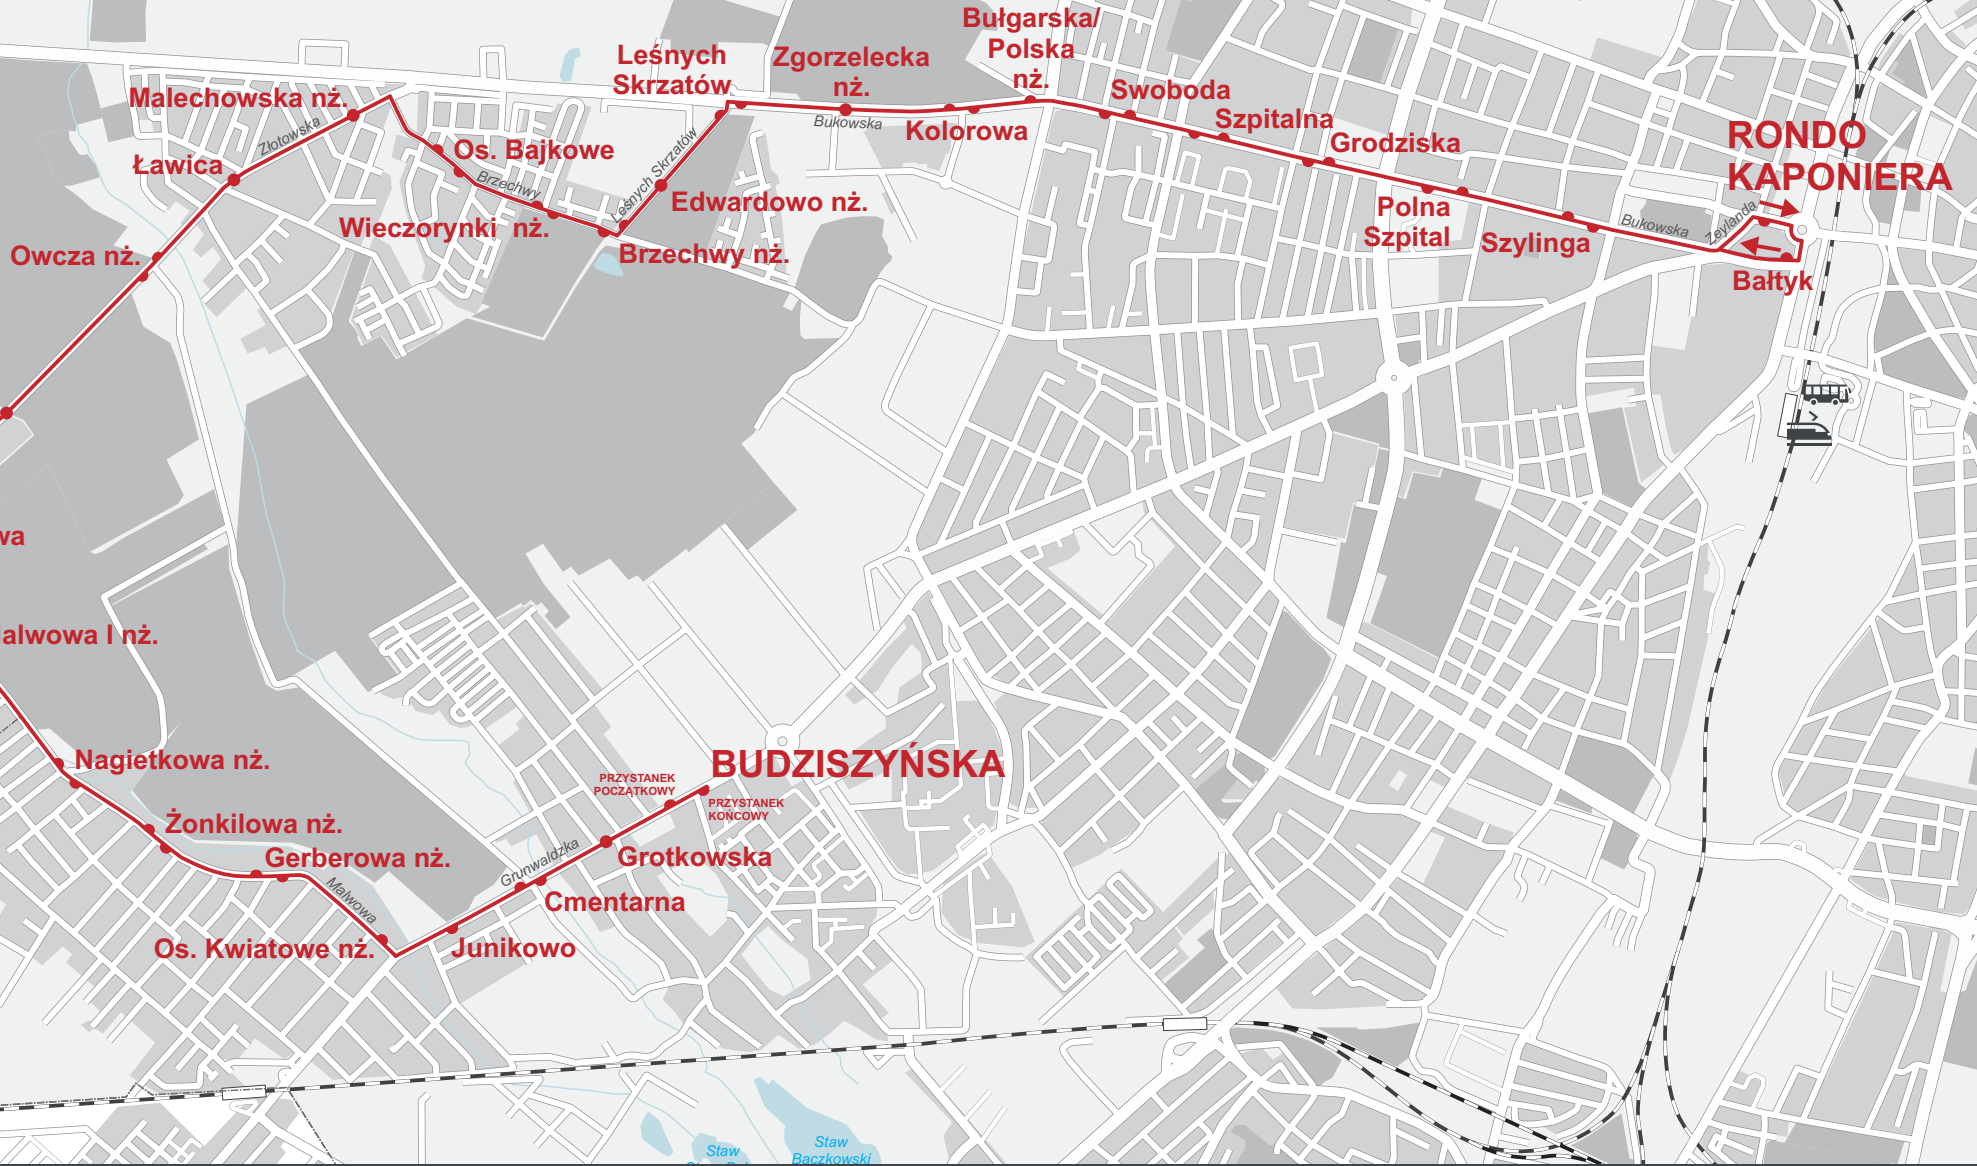 Bułgarska/
Polska
nż.
Leśnych
Skrzatów
Zgorzelecka
nż.
Malechowska nż.
Złotowska
Swoboda
Bukowska
Kolorowa
Szpitalna
Grodziska
RONDO
KAPONIERA
Ławica
Os. Bajkowe
Brzechwy
Leśnych Skrzatów
Edwardowo nż.
Wieczorynki nż.
Brzechwy nż.
Polna
Szpital
Szylinga
Bukowska
Zeylanda
Bałtyk
Owcza nż.
wa
alwowa I nż.
Nagietkowa nż.
BUDZISZYŃSKA
PRZYSTANEK
POCZĄTKOWY
PRZYSTANEK
KOŃCOWY
Żonkilowa nż.
Gerberowa nż.
Grunwaldzka
Grotkowska
Malwowa
Cmentarna
Os. Kwiatowe nż.
Junikowo
Staw
Staw
Baczkowski